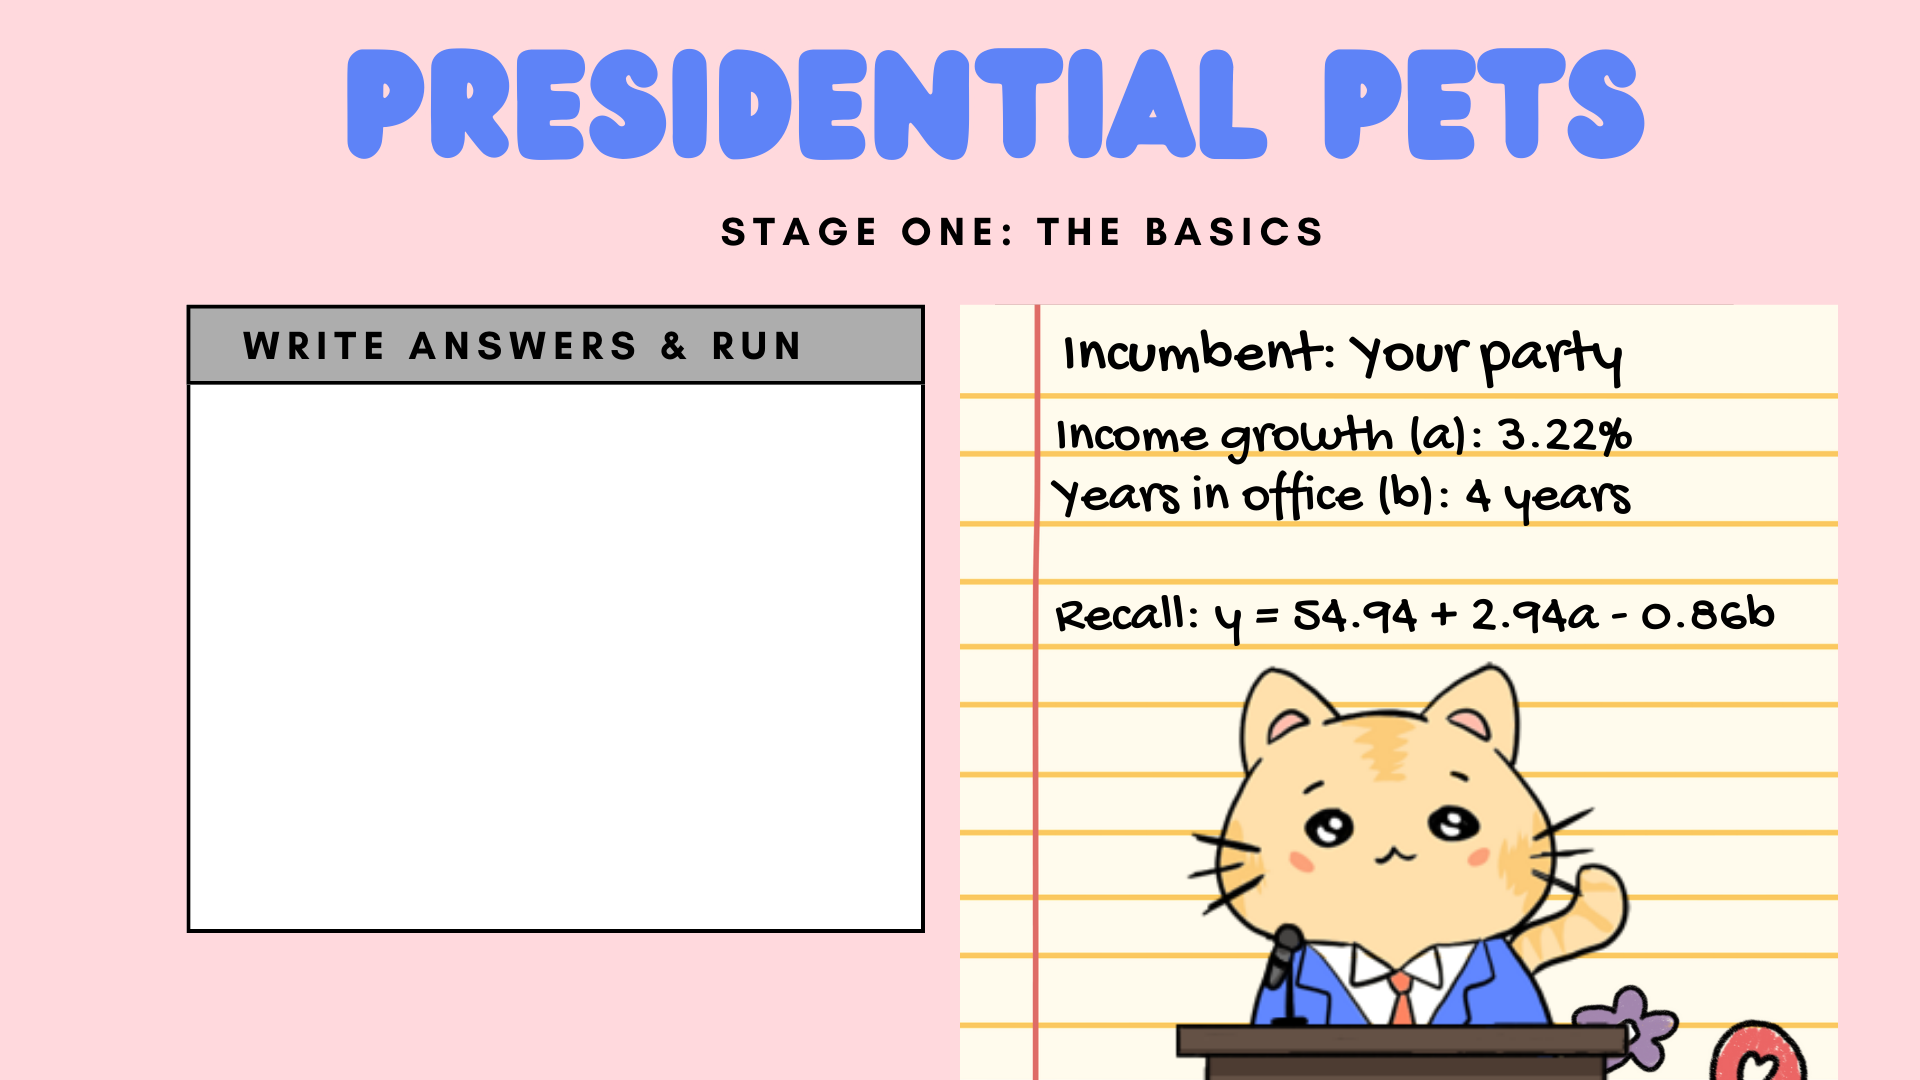 PRESIDENTIAL PETS
STAGE ONE: THE BASICS
WRITE ANSWERS & RUN
Incumbent: Your party
Income growth (a): 3.22%
Years in office (b): 4 years
Recall: y = 54.94 + 2.94a - 0.86b